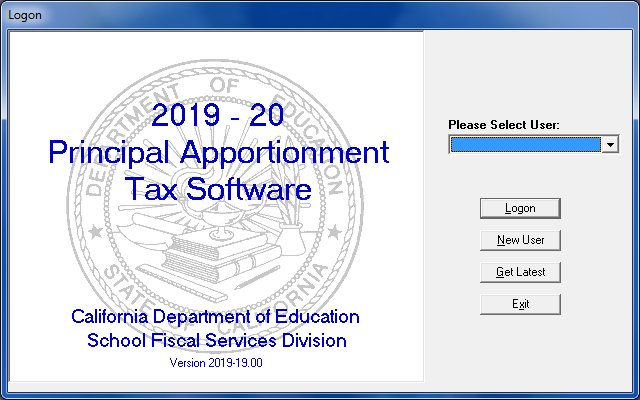 Logon
2019 - 20
Principal Apportionment
Tax Software
DEPARTMENT OF EDUCATION
STATE OF CALIFORNIA
California Department of Education
School Fiscal Services Division
Version 2019-19.00
Please Select User:
Logon
New User
Get Latest
Exit